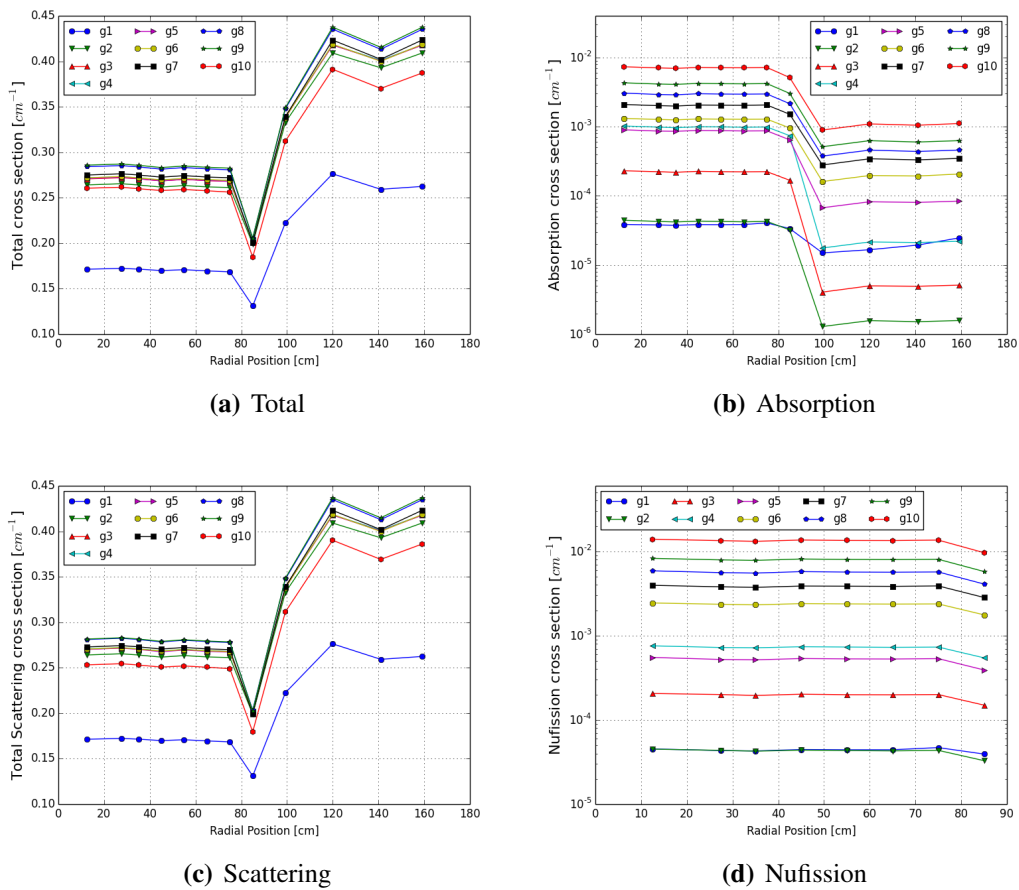 Total cross section [cm⁻¹]
0.45
0.40
0.35
0.30
0.25
0.20
0.15
0.10
g1 g5 g8
g2 g6 g9
g3 g7 g10
g4
0 20 40 60 80 100 120 140 160 180
Radial Position [cm]
(a) Total
Absorption cross section [cm⁻¹]
10⁻²
10⁻³
10⁻⁴
10⁻⁵
10⁻⁶
g1 g5 g8
g2 g6 g9
g3 g7 g10
g4
0 20 40 60 80 100 120 140 160 180
Radial Position [cm]
(b) Absorption
Total Scattering cross section [cm⁻¹]
0.45
0.40
0.35
0.30
0.25
0.20
0.15
0.10
g1 g5 g8
g2 g6 g9
g3 g7 g10
g4
0 20 40 60 80 100 120 140 160 180
Radial Position [cm]
(c) Scattering
Nufission cross section [cm⁻¹]
10⁻²
10⁻³
10⁻⁴
10⁻⁵
g1 g3 g5 g7 g9
g2 g4 g6 g8 g10
0 10 20 30 40 50 60 70 80 90
Radial Position [cm]
(d) Nufission